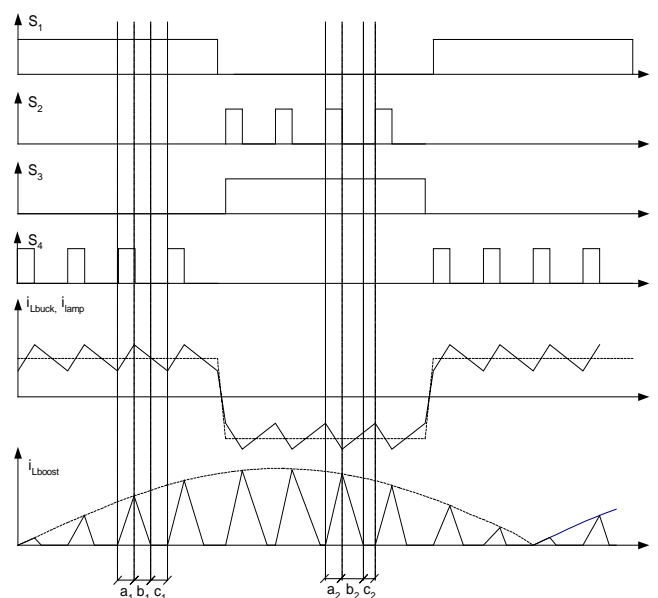 S1
S2
S3
S4
iLbuck, ilamp
iLboost
a1 b1 c1 a2 b2 c2